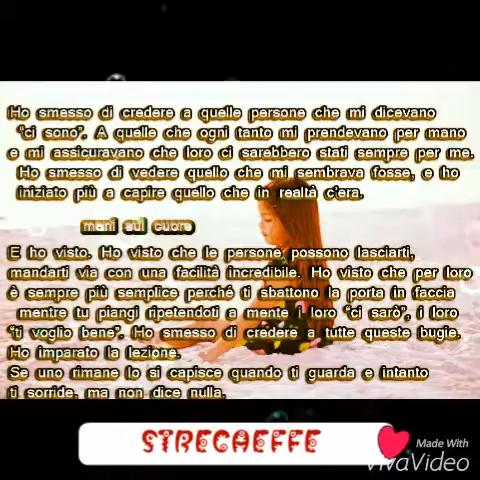 Ho smesso di credere a quelle persone che mi dicevano
"ci sono". A quelle che ogni tanto mi prendevano per mano
e mi assicuravano che loro ci sarebbero stati sempre per me.
Ho smesso di vedere quello che mi sembrava fosse, e ho
iniziato più a capire quello che in realtà c'era.
mani sul cuore
E ho visto. Ho visto che le persone possono lasciarti,
mandarti via con una facilità incredibile. Ho visto che per loro
è sempre più semplice perché ti sbattono la porta in faccia
mentre tu piangi ripetendoti a mente i loro "ci sarò", i loro
"ti voglio bene". Ho smesso di credere a tutte queste bugie.
Ho imparato la lezione.
Se uno rimane lo si capisce quando ti guarda e intanto
ti sorride, ma non dice nulla.
STREGAEFFE
Made With
VivaVideo